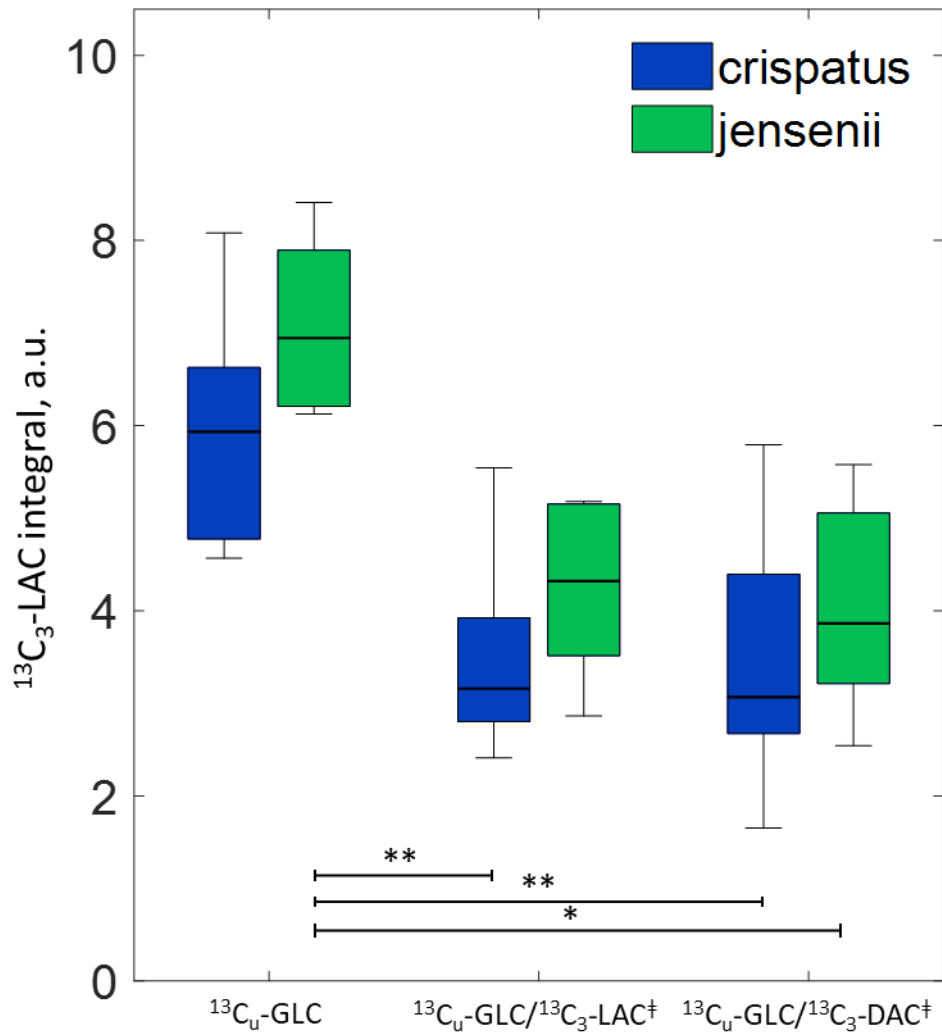 10
8
6
4
2
0
¹³C₃-LAC integral, a.u.
crispatus
jensenii
**
**
*
¹³Cᵤ-GLC
¹³Cᵤ-GLC/¹³C₃-LAC‡
¹³Cᵤ-GLC/¹³C₃-DAC‡